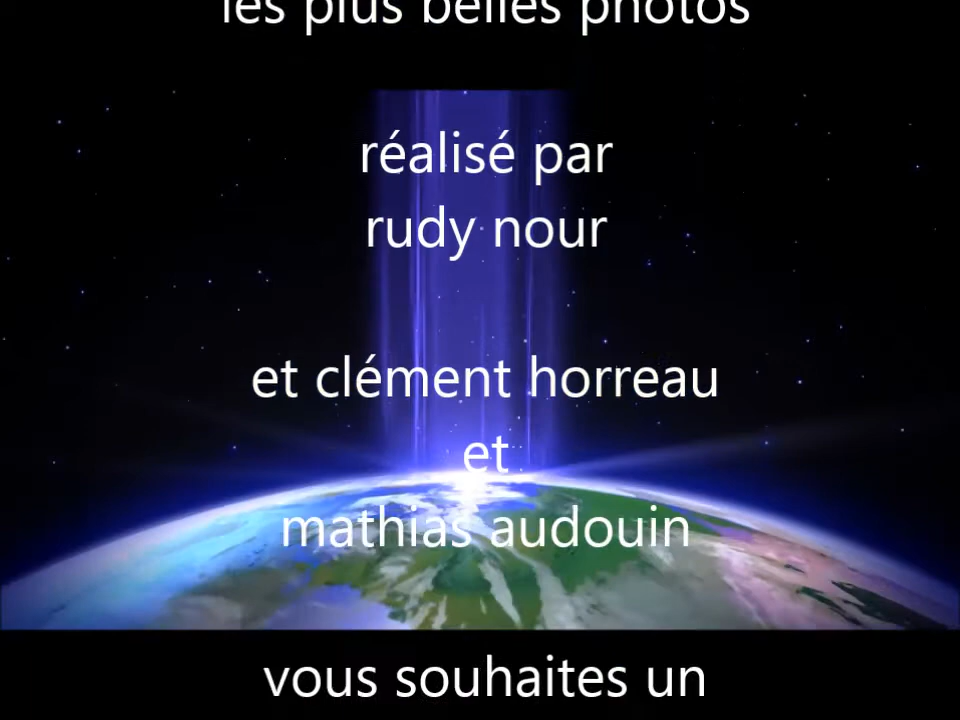 les plus belles photos
réalisé par
rudy nour
et clément horreau
et
mathias audouin
vous souhaites un